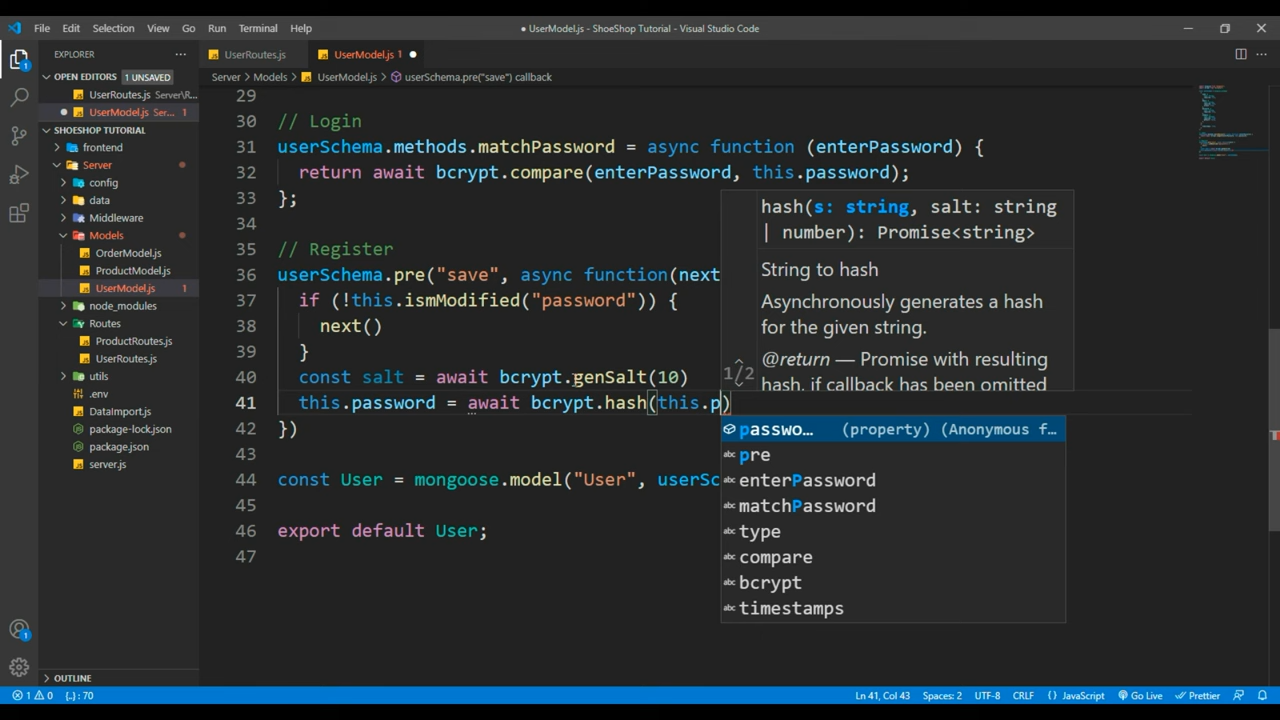 File Edit Selection View Go Run Terminal Help
● UserModel.js - ShoeShop Tutorial - Visual Studio Code
EXPLORER
OPEN EDITORS 1 UNSAVED
UserRoutes.js Server\R...
UserModel.js Ser... 1
SHOESHOP TUTORIAL
frontend
Server
config
data
Middleware
Models
OrderModel.js
ProductModel.js
UserModel.js 1
node_modules
Routes
ProductRoutes.js
UserRoutes.js
utils
.env
DataImport.js
package-lock.json
package.json
server.js
OUTLINE
UserRoutes.js
UserModel.js 1
Server > Models > UserModel.js > userSchema.pre("save") callback
29
30 // Login
31 userSchema.methods.matchPassword = async function (enterPassword) {
32 return await bcrypt.compare(enterPassword, this.password);
33 };
34
35 // Register
36 userSchema.pre("save", async function(next
37 if (!this.ismModified("password")) {
38 next()
39 }
40 const salt = await bcrypt.genSalt(10)
41 this.password = await bcrypt.hash(this.p)
42 })
43
44 const User = mongoose.model("User", userSc
45
46 export default User;
47
hash(s: string, salt: string
| number): Promise<string>
String to hash
Asynchronously generates a hash
for the given string.
@return — Promise with resulting
hash, if callback has been omitted
1/2
passwo… (property) (Anonymous f…
pre
enterPassword
matchPassword
type
compare
bcrypt
timestamps
1 0 {..}: 70
Ln 41, Col 43 Spaces: 2 UTF-8 CRLF {} JavaScript Go Live Prettier